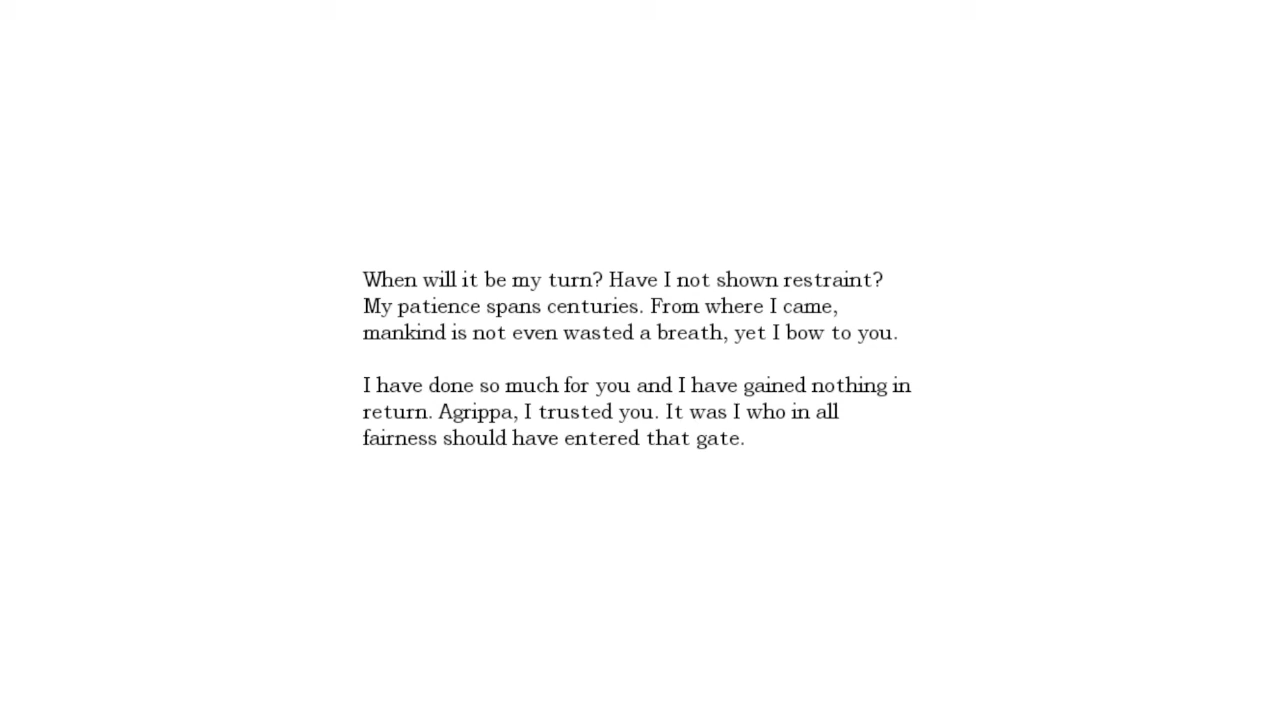 When will it be my turn? Have I not shown restraint?
My patience spans centuries. From where I came,
mankind is not even wasted a breath, yet I bow to you.
I have done so much for you and I have gained nothing in
return. Agrippa, I trusted you. It was I who in all
fairness should have entered that gate.